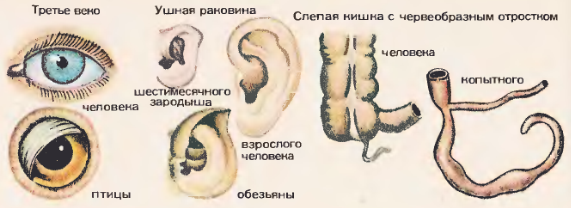 Третье веко
человека
птицы
Ушная раковина
шестимесячного
зародыша
взрослого
человека
обезьяны
Слепая кишка с червеобразным отростком
человека
копытного